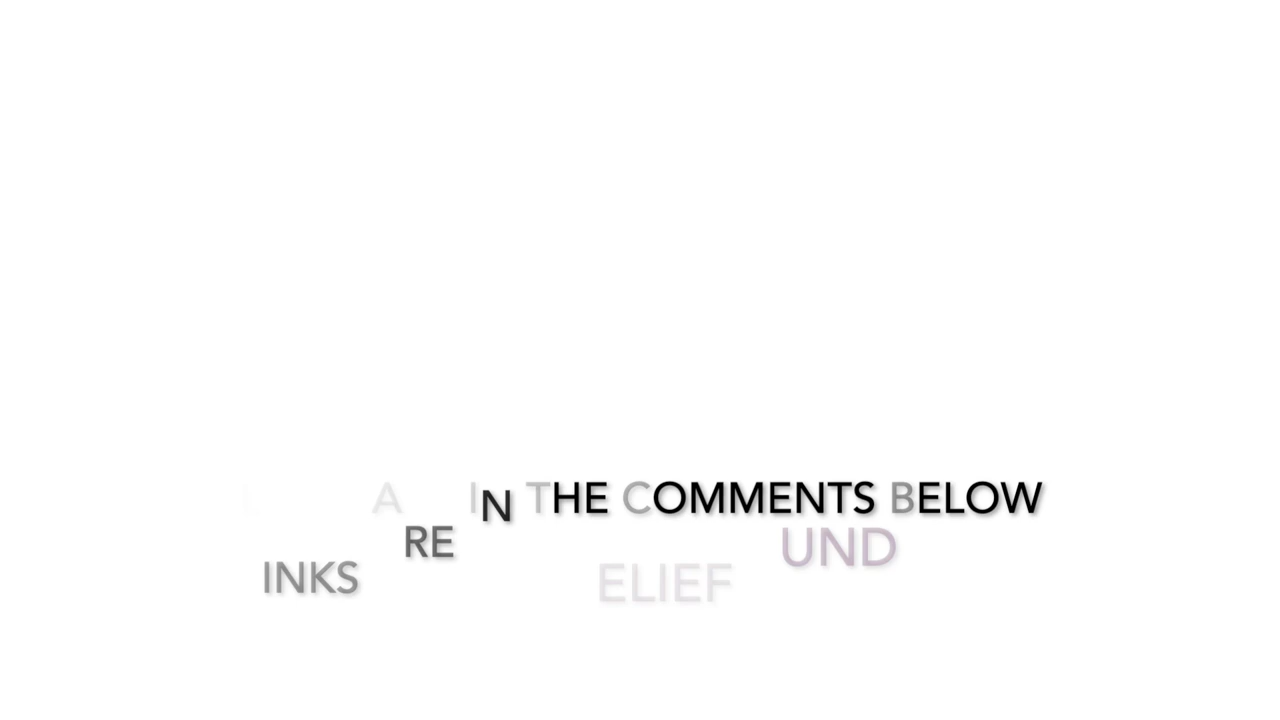 A IN THE COMMENTS BELOW
RE
UND
INKS
ELIEF